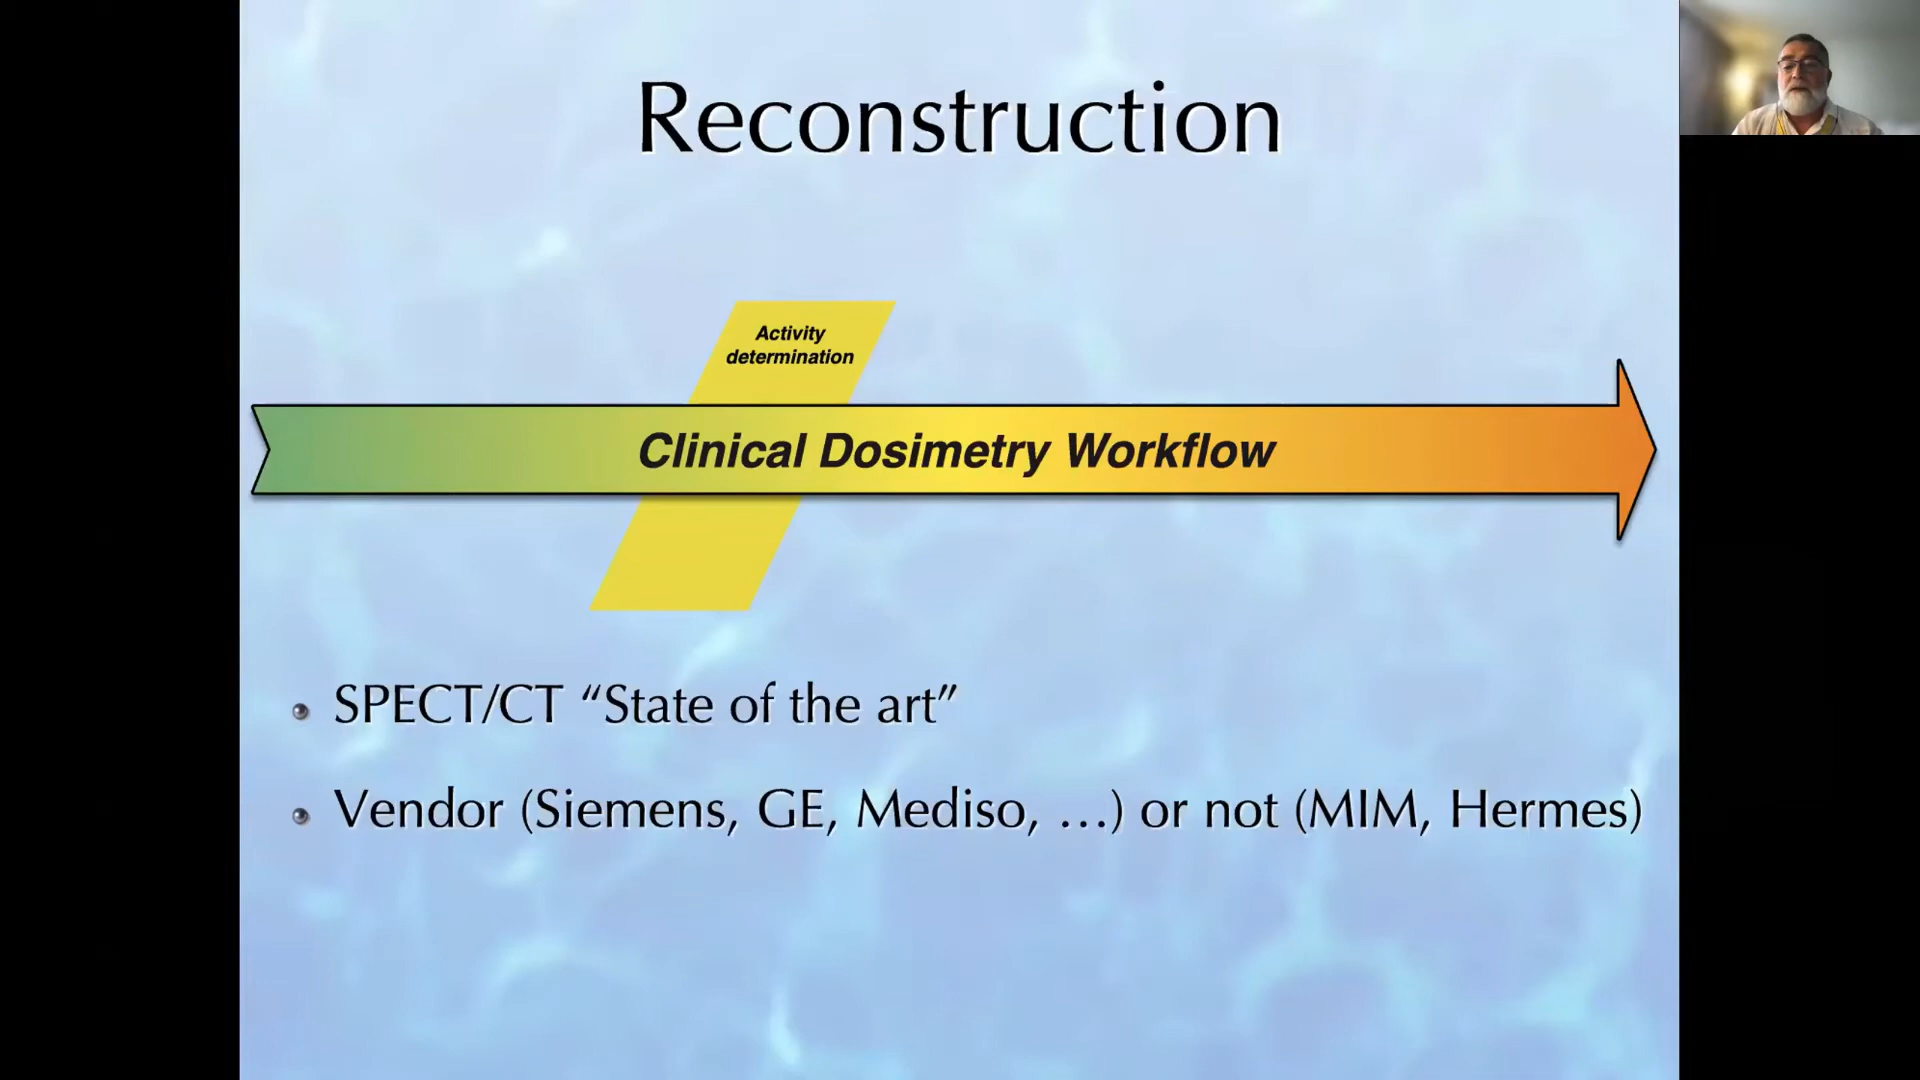 Reconstruction
Activity
determination
Clinical Dosimetry Workflow
• SPECT/CT “State of the art”
• Vendor (Siemens, GE, Mediso, …) or not (MIM, Hermes)